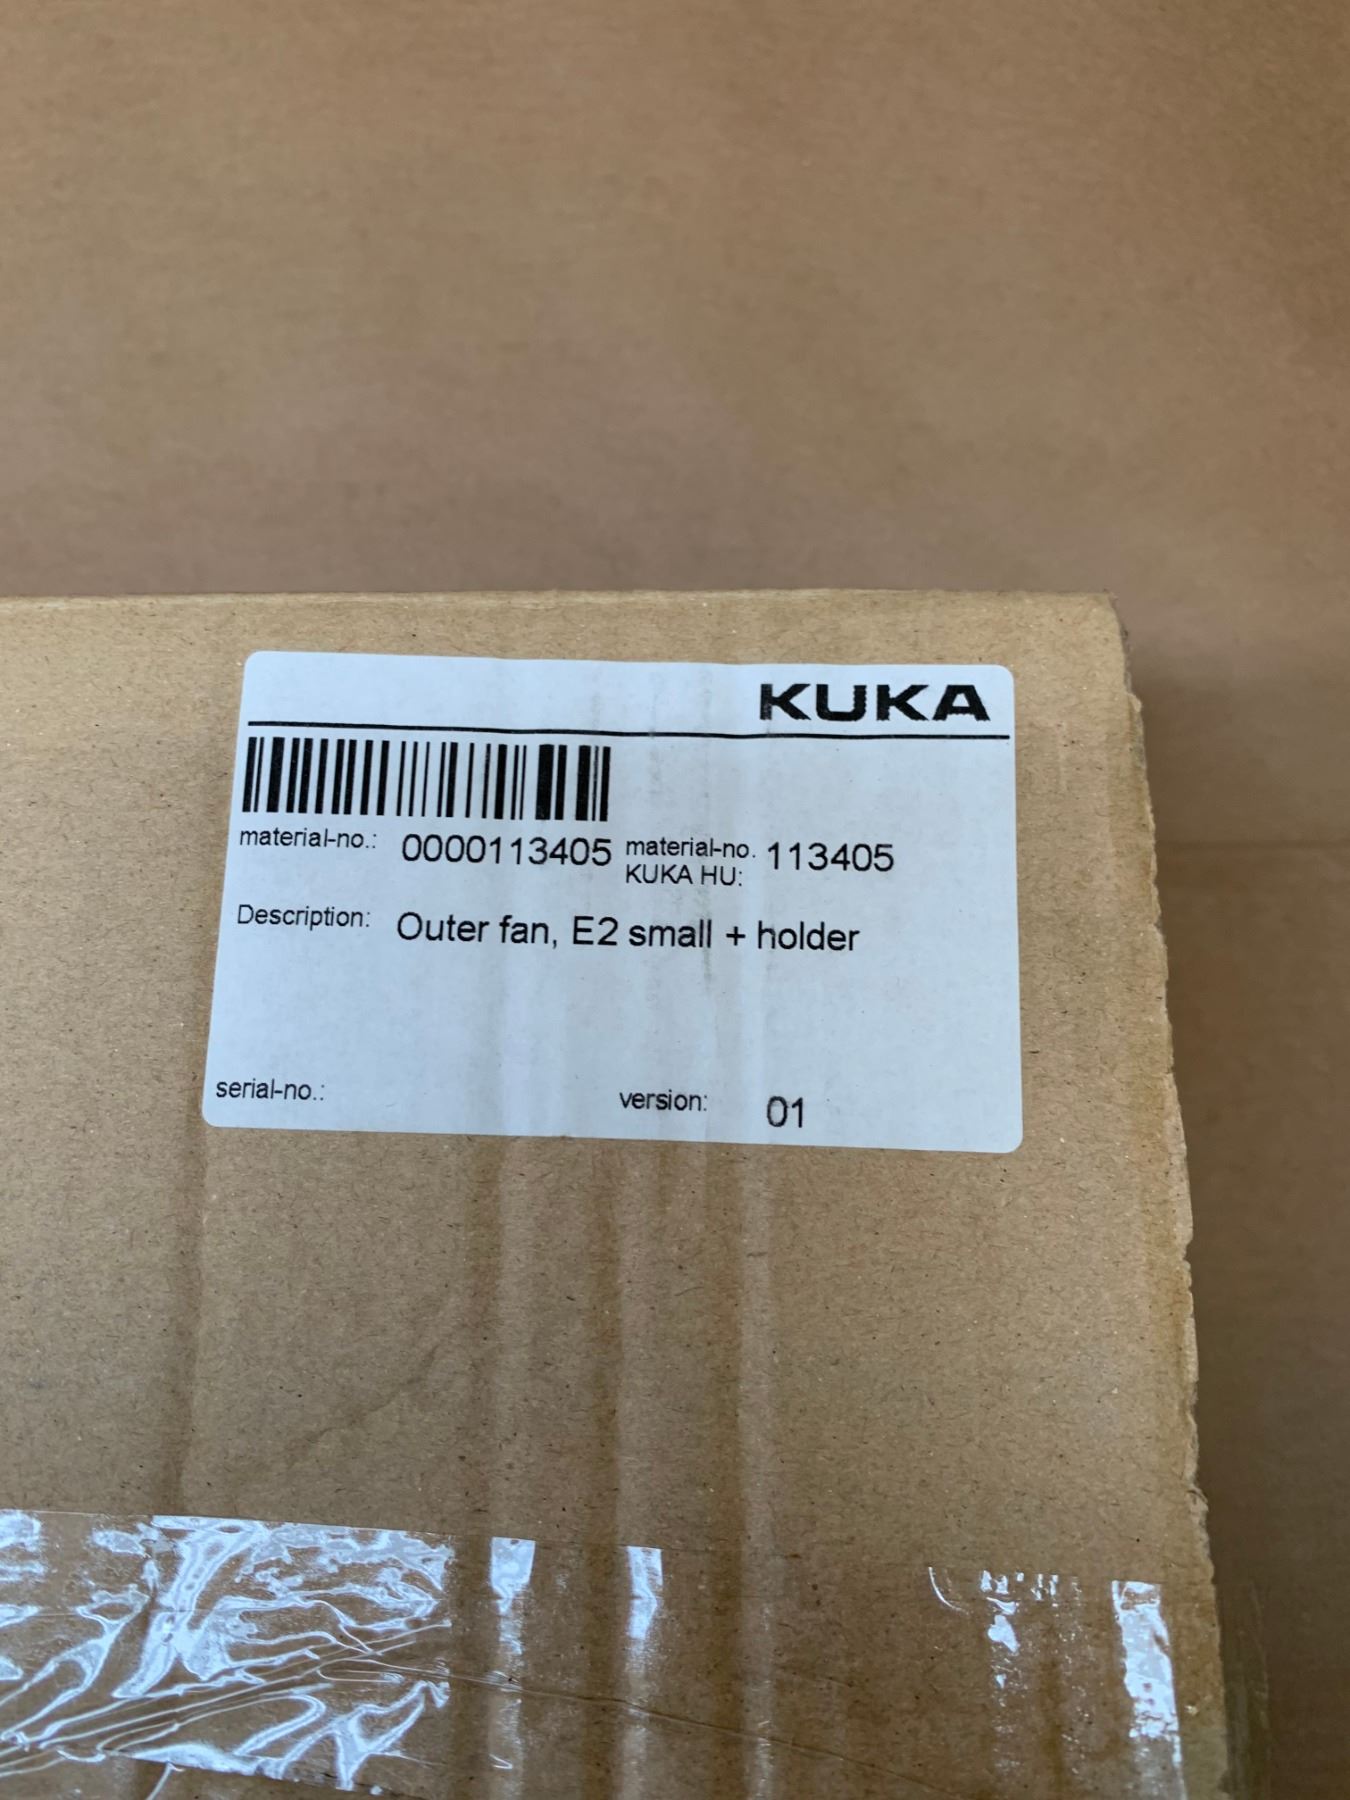 KUKA
material-no.: 0000113405 material-no. 113405
KUKA HU:
Description: Outer fan, E2 small + holder
serial-no.: version: 01